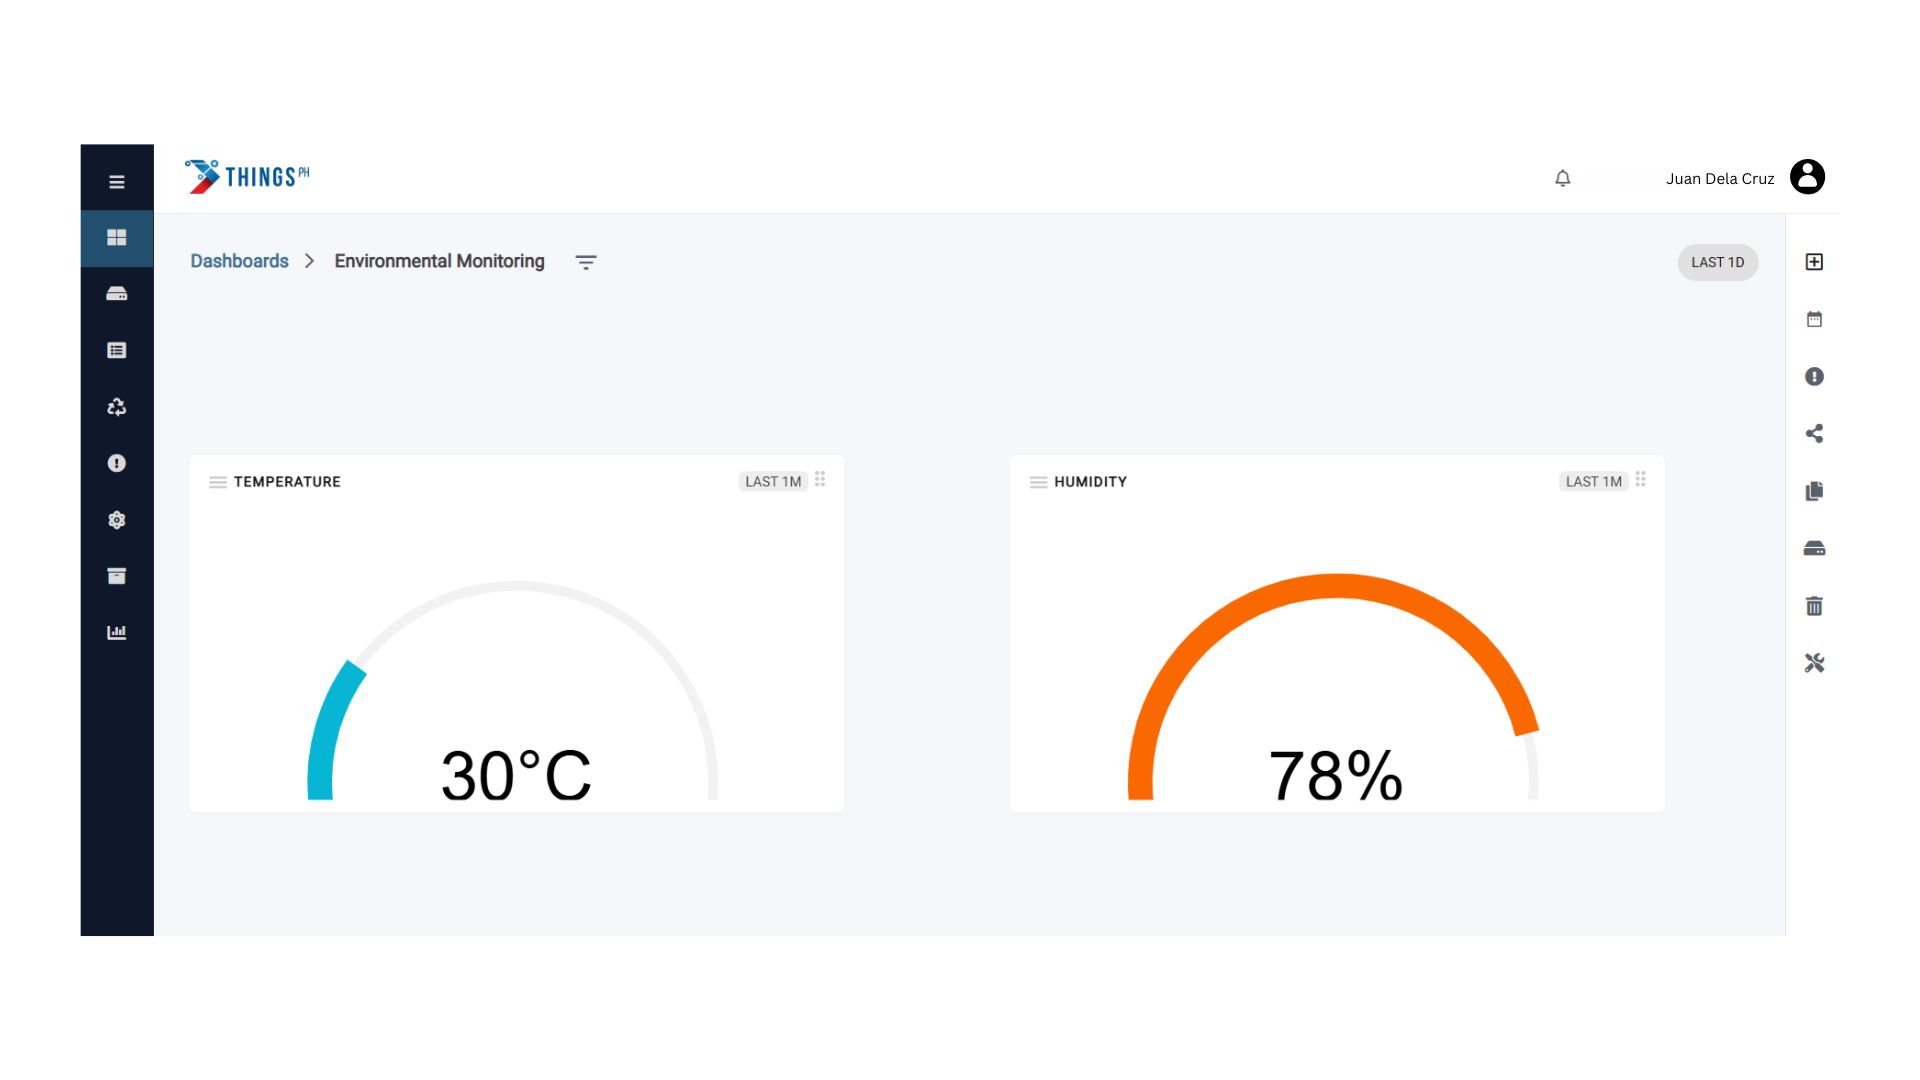 THINGS PH
Juan Dela Cruz
Dashboards > Environmental Monitoring
LAST 1D
TEMPERATURE
LAST 1M
30°C
HUMIDITY
LAST 1M
78%